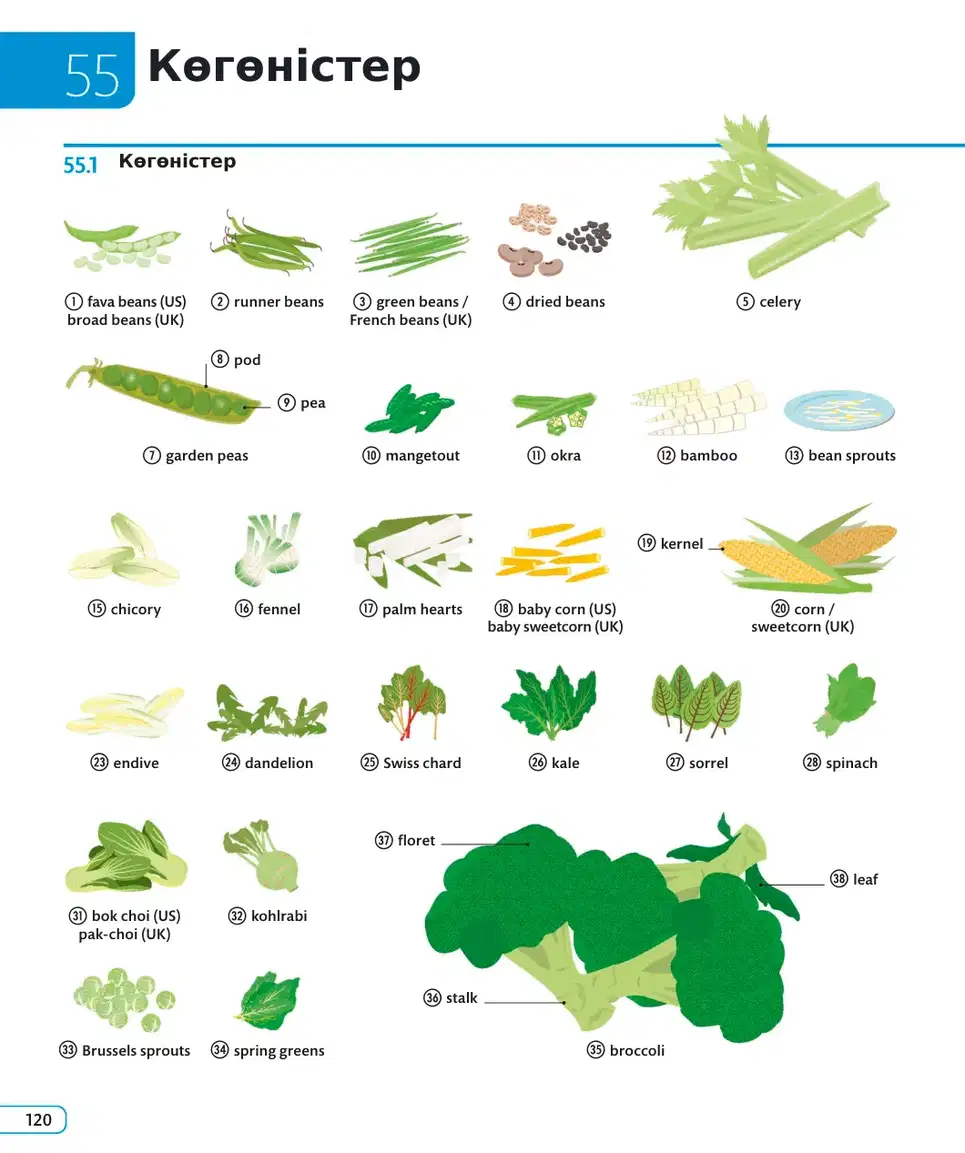 55 Көгөністер
55.1 Көгөністер
① fava beans (US)
broad beans (UK)
② runner beans
③ green beans /
French beans (UK)
④ dried beans
⑤ celery
⑧ pod
⑨ pea
⑦ garden peas
⑩ mangetout
⑪ okra
⑫ bamboo
⑬ bean sprouts
⑮ chicory
⑯ fennel
⑰ palm hearts
⑱ baby corn (US)
baby sweetcorn (UK)
⑲ kernel
⑳ corn /
sweetcorn (UK)
㉓ endive
㉔ dandelion
㉕ Swiss chard
㉖ kale
㉗ sorrel
㉘ spinach
㉛ bok choi (US)
pak-choi (UK)
㉜ kohlrabi
㊲ floret
㊳ leaf
㊱ stalk
㉝ Brussels sprouts
㉞ spring greens
㉟ broccoli
120